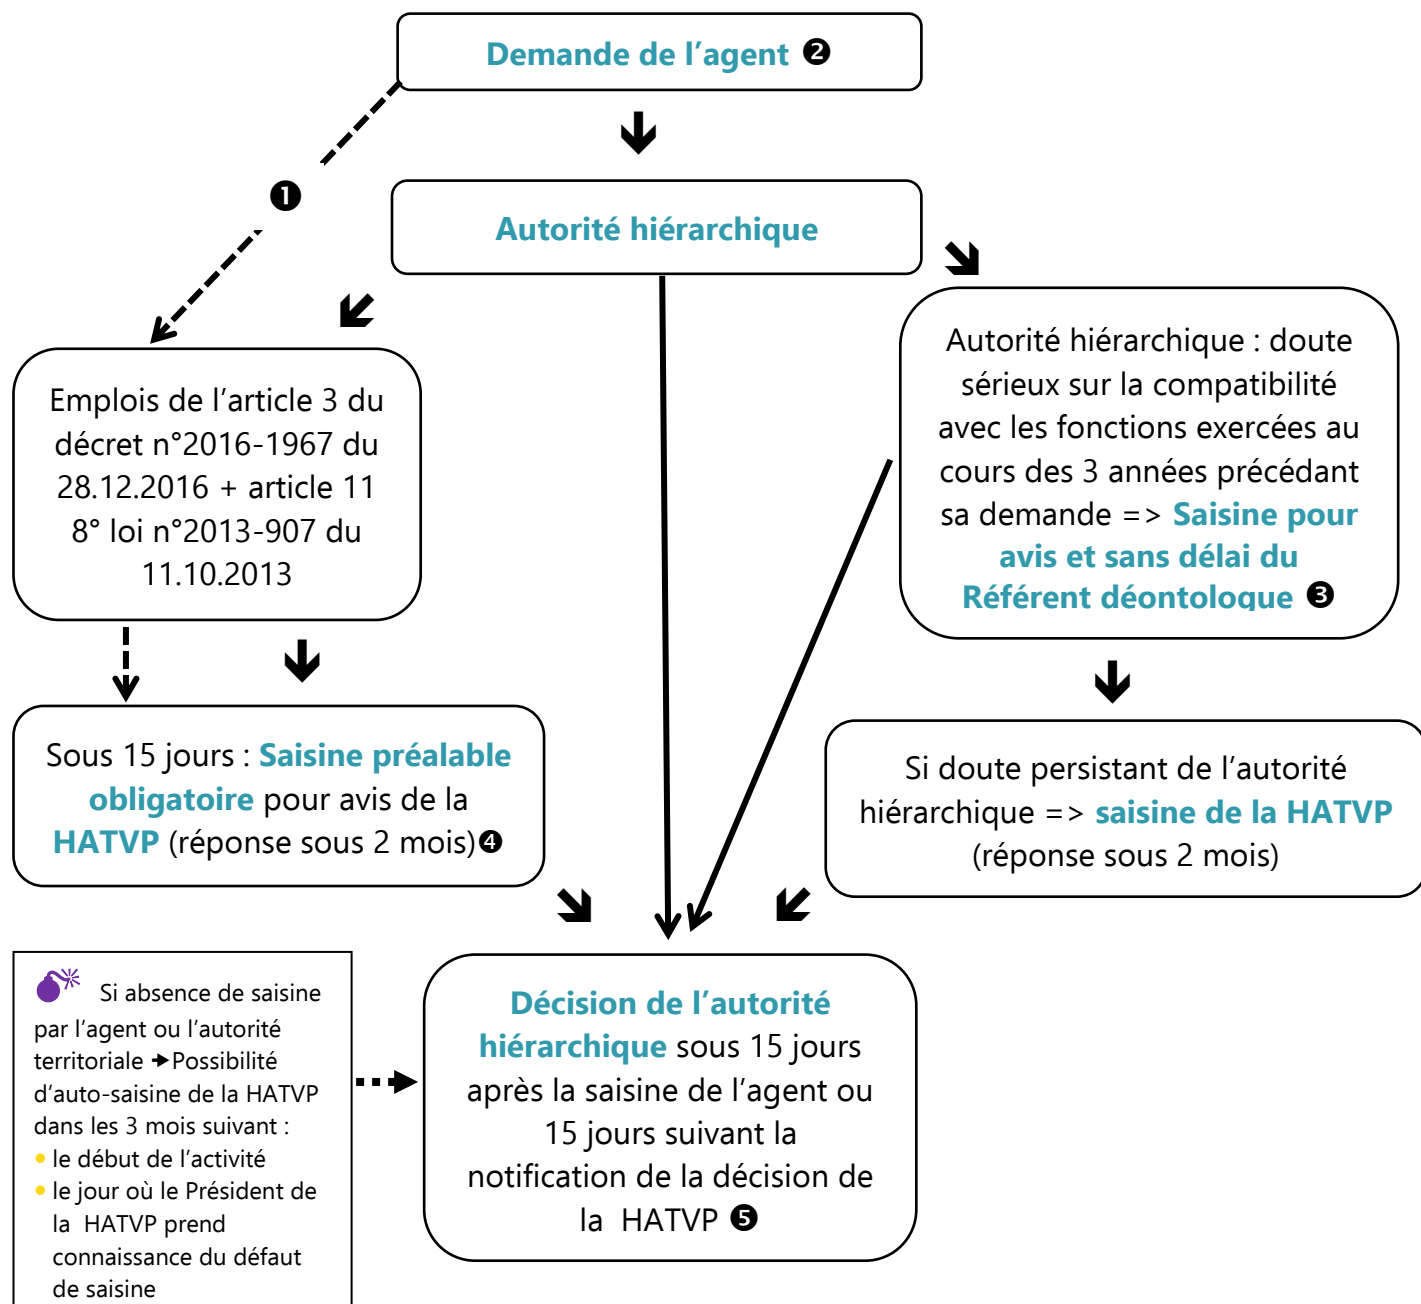 Demande de l’agent ❷
❶
Autorité hiérarchique
Emplois de l’article 3 du
décret n°2016-1967 du
28.12.2016 + article 11
8° loi n°2013-907 du
11.10.2013
Autorité hiérarchique : doute
sérieux sur la compatibilité
avec les fonctions exercées au
cours des 3 années précédant
sa demande => Saisine pour
avis et sans délai du
Référent déontologue ❸
Sous 15 jours : Saisine préalable
obligatoire pour avis de la
HATVP (réponse sous 2 mois)❹
Si doute persistant de l’autorité
hiérarchique => saisine de la HATVP
(réponse sous 2 mois)
Si absence de saisine
par l’agent ou l’autorité
territoriale ➜Possibilité
d’auto-saisine de la HATVP
dans les 3 mois suivant :
• le début de l’activité
• le jour où le Président de
la HATVP prend
connaissance du défaut
de saisine
Décision de l’autorité
hiérarchique sous 15 jours
après la saisine de l’agent ou
15 jours suivant la
notification de la décision de
la HATVP ❺